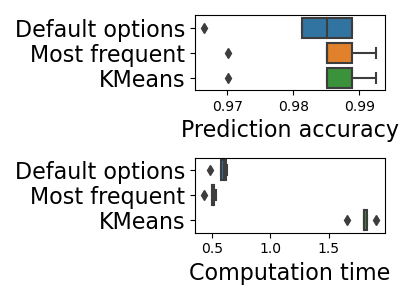 Default options
Most frequent
KMeans
0.97 0.98 0.99
Prediction accuracy
Default options
Most frequent
KMeans
0.5 1.0 1.5
Computation time